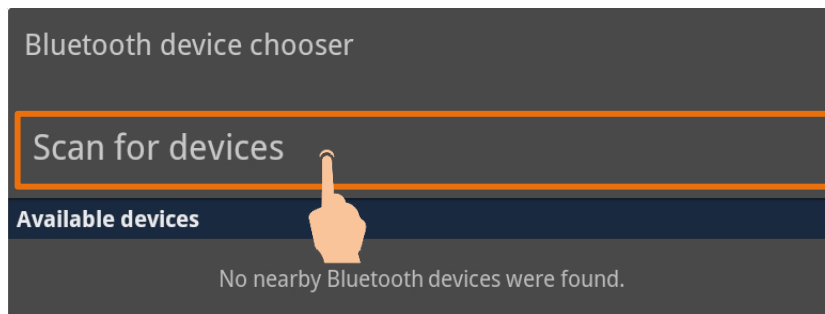 Bluetooth device chooser
Scan for devices
Available devices
No nearby Bluetooth devices were found.